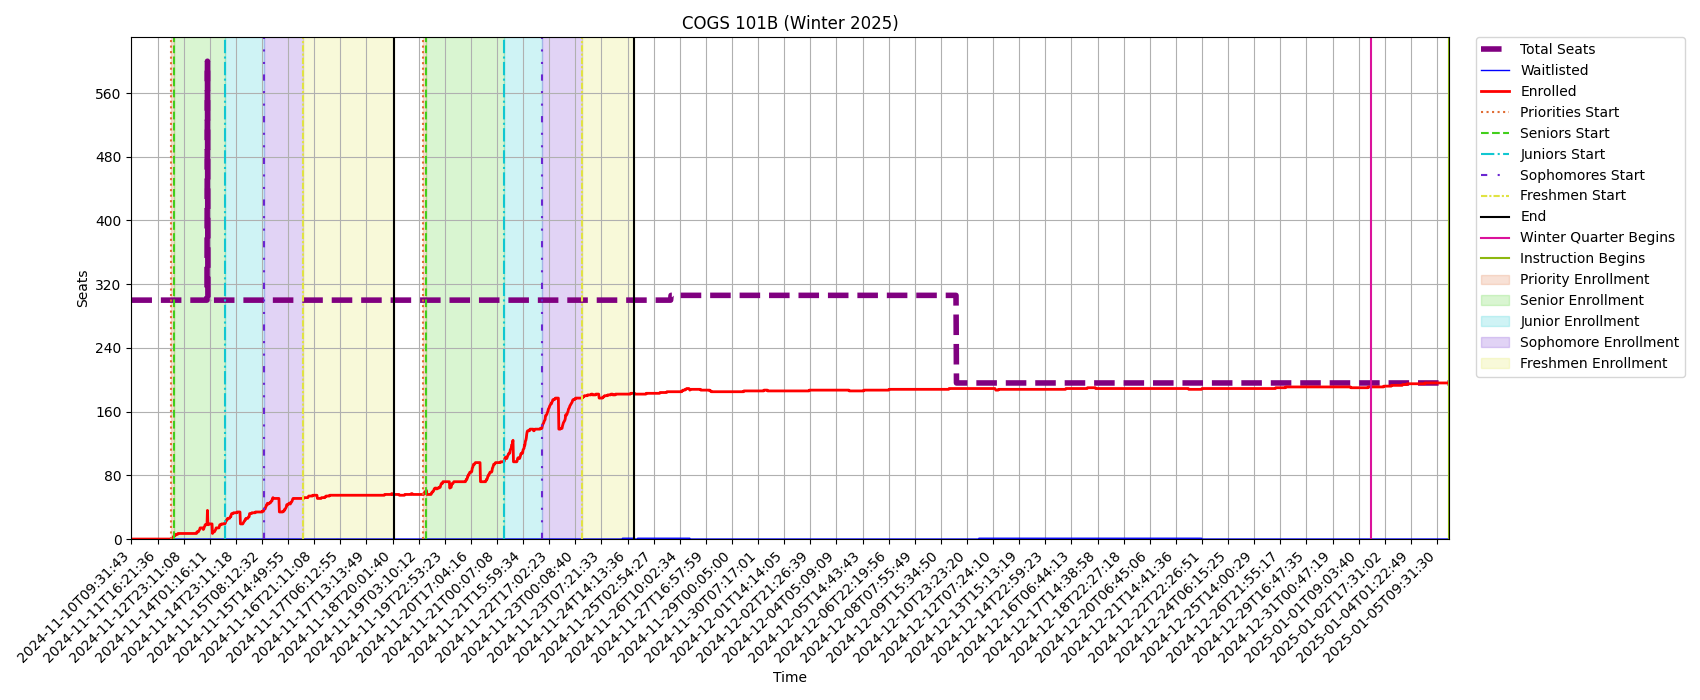 COGS 101B (Winter 2025)
Seats
560
480
400
320
240
160
80
0
2024-11-10T09:31:43
2024-11-11T16:21:36
2024-11-12T23:11:08
2024-11-14T01:16:11
2024-11-14T23:11:18
2024-11-15T08:12:32
2024-11-15T14:49:55
2024-11-16T21:11:08
2024-11-17T06:12:55
2024-11-17T13:13:49
2024-11-18T20:01:40
2024-11-19T03:10:12
2024-11-19T22:53:23
2024-11-20T17:04:16
2024-11-21T00:07:08
2024-11-21T15:59:34
2024-11-22T17:02:23
2024-11-23T00:08:40
2024-11-23T07:21:33
2024-11-24T14:13:36
2024-11-25T02:54:27
2024-11-26T10:02:34
2024-11-27T16:57:59
2024-11-29T00:05:00
2024-11-30T07:17:01
2024-12-01T14:14:05
2024-12-02T21:26:39
2024-12-04T05:09:09
2024-12-05T14:43:43
2024-12-06T22:19:56
2024-12-08T07:55:49
2024-12-09T15:34:50
2024-12-10T23:23:20
2024-12-12T07:24:10
2024-12-13T15:13:19
2024-12-14T22:59:23
2024-12-16T06:44:13
2024-12-17T14:38:58
2024-12-18T22:27:18
2024-12-20T06:45:06
2024-12-21T14:41:36
2024-12-22T22:26:51
2024-12-24T06:15:25
2024-12-25T14:00:29
2024-12-26T21:55:17
2024-12-29T16:47:35
2024-12-31T00:47:19
2025-01-01T09:03:40
2025-01-02T17:31:02
2025-01-04T01:22:49
2025-01-05T09:31:30
Time
Total Seats
Waitlisted
Enrolled
Priorities Start
Seniors Start
Juniors Start
Sophomores Start
Freshmen Start
End
Winter Quarter Begins
Instruction Begins
Priority Enrollment
Senior Enrollment
Junior Enrollment
Sophomore Enrollment
Freshmen Enrollment